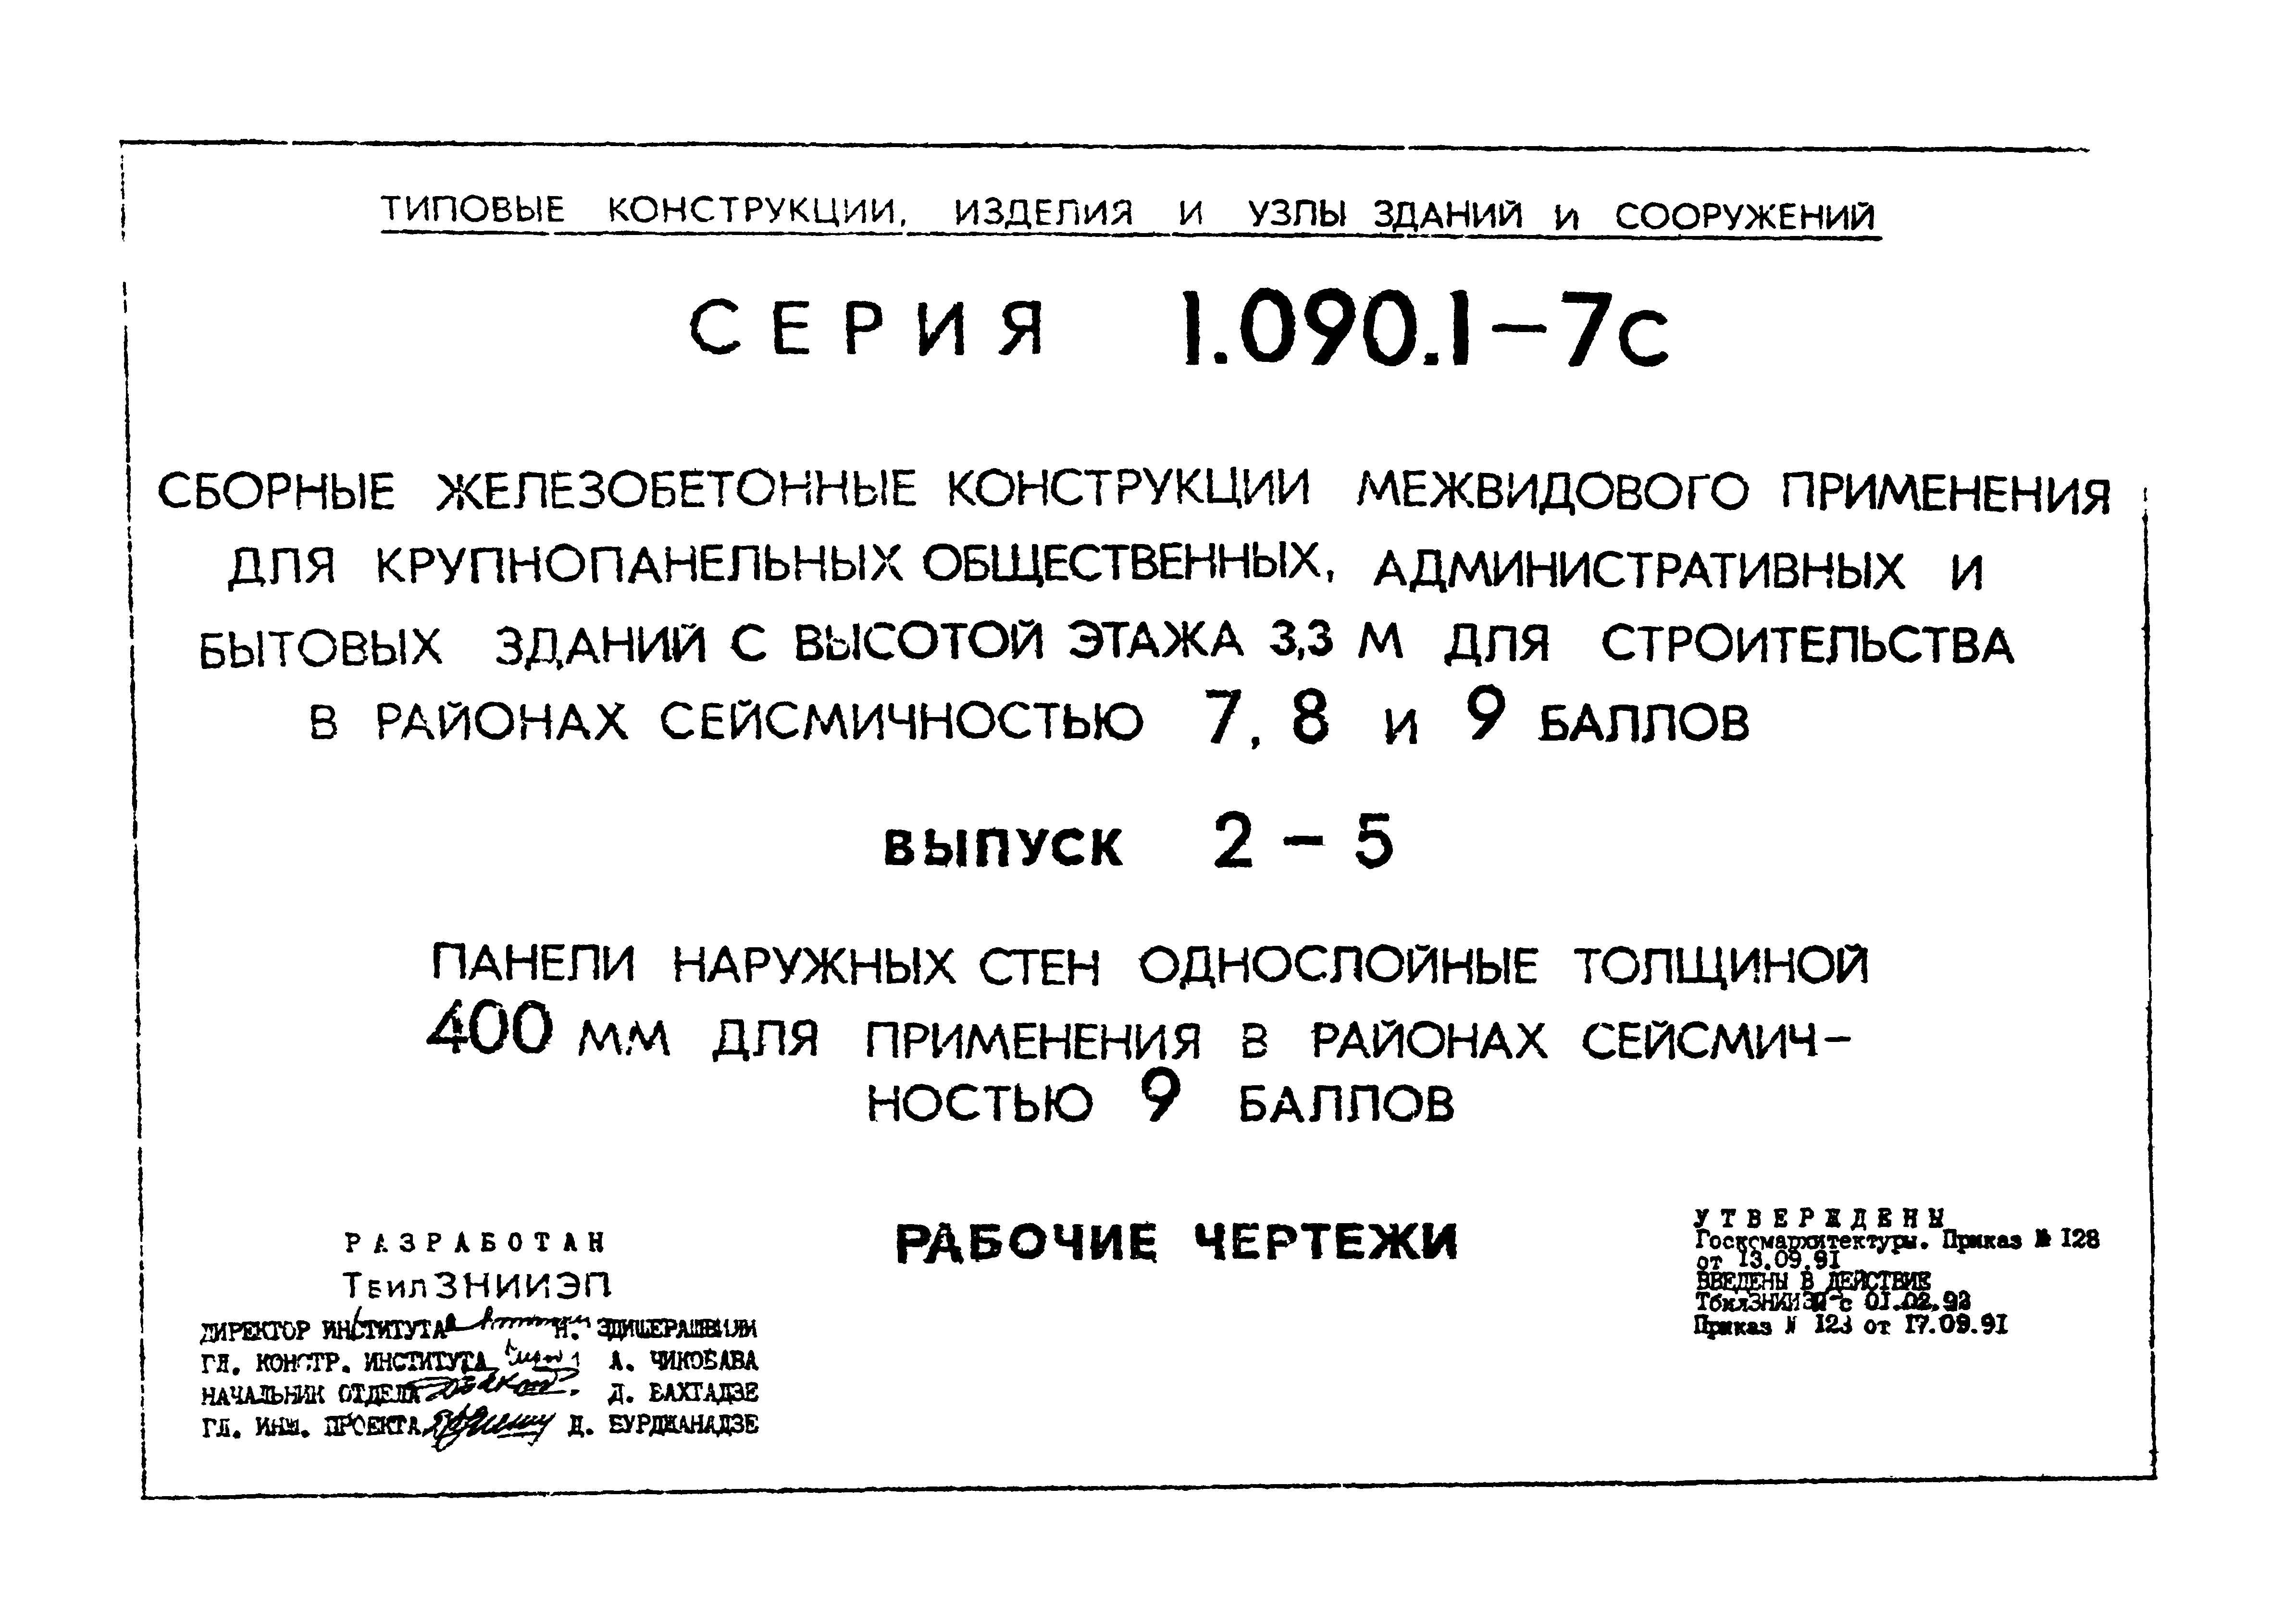 ТИПОВЫЕ КОНСТРУКЦИИ, ИЗДЕЛИЯ И УЗЛЫ ЗДАНИЙ И СООРУЖЕНИЙ
СЕРИЯ 1.090.1-7с
СБОРНЫЕ ЖЕЛЕЗОБЕТОННЫЕ КОНСТРУКЦИИ МЕЖВИДОВОГО ПРИМЕНЕНИЯ
ДЛЯ КРУПНОПАНЕЛЬНЫХ ОБЩЕСТВЕННЫХ, АДМИНИСТРАТИВНЫХ И
БЫТОВЫХ ЗДАНИЙ С ВЫСОТОЙ ЭТАЖА 3,3 М ДЛЯ СТРОИТЕЛЬСТВА
В РАЙОНАХ СЕЙСМИЧНОСТЬЮ 7, 8 и 9 БАЛЛОВ
ВЫПУСК 2-5
ПАНЕЛИ НАРУЖНЫХ СТЕН ОДНОСЛОЙНЫЕ ТОЛЩИНОЙ
400 ММ ДЛЯ ПРИМЕНЕНИЯ В РАЙОНАХ СЕЙСМИЧ-
НОСТЬЮ 9 БАЛЛОВ
РАБОЧИЕ ЧЕРТЕЖИ
РАЗРАБОТАН
ТбилЗНИИЭП
ДИРЕКТОР ИНСТИТУТА Н.
ГЛ. КОНСТР. ИНСТИТУТА А. ЧИКОБАВА
НАЧАЛЬНИК ОТДЕЛА Д. БАХТАДЗЕ
ГЛ. ИНЖ. ПРОЕКТА Д. БУРДЖАНАДЗЕ
УТВЕРЖДЕНЫ
Госкомархитектуры. Приказ № 128
от 13.09.91
ВВЕДЕНЫ В ДЕЙСТВИЕ
ТбилЗНИИЭП с 01.02.92
Приказ № 123 от 17.09.91